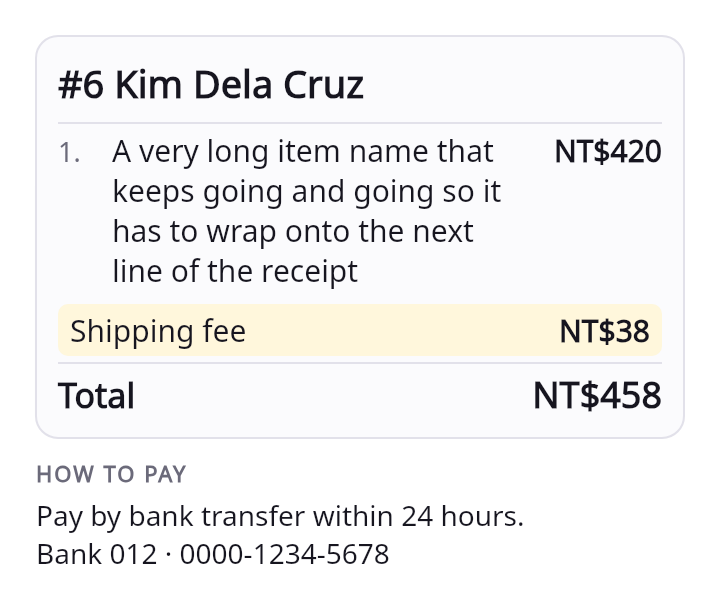 #6 Kim Dela Cruz
1. A very long item name that NT$420
keeps going and going so it
has to wrap onto the next
line of the receipt
Shipping fee NT$38
Total NT$458
HOW TO PAY
Pay by bank transfer within 24 hours.
Bank 012 · 0000-1234-5678